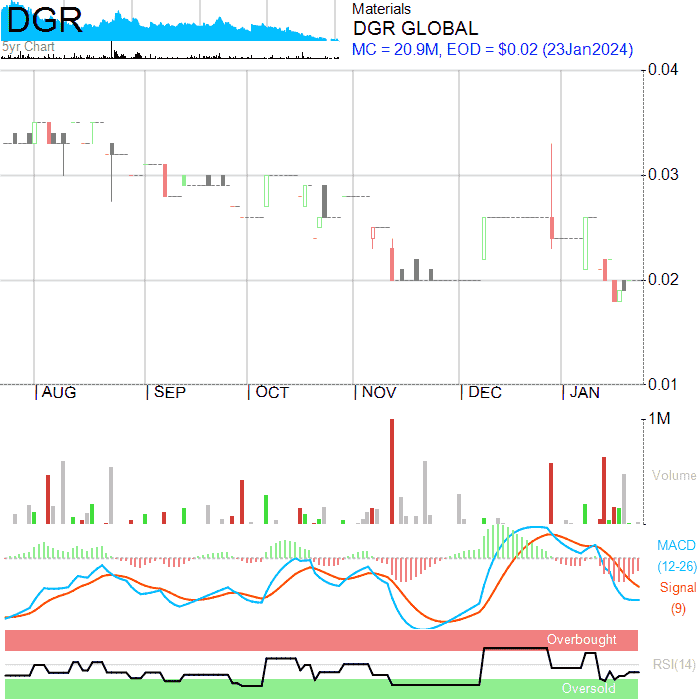 DGR
5yr Chart
Materials
DGR GLOBAL
MC = 20.9M, EOD = $0.02 (23Jan2024)
0.04
0.03
0.02
0.01
AUG
SEP
OCT
NOV
DEC
JAN
1M
Volume
MACD
(12-26)
Signal
(9)
Overbought
RSI(14)
Oversold